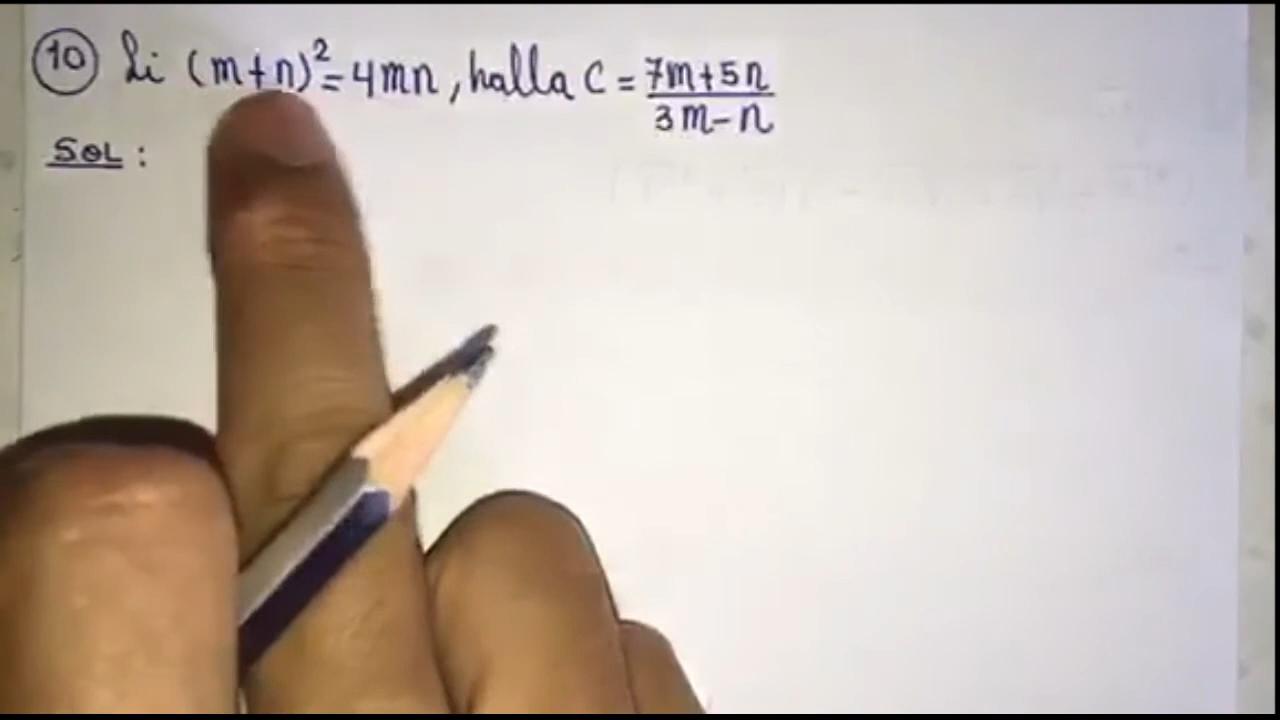 10 Si (m+n)²=4mn, halla C = 7m+5n / 3m-n
SOL: